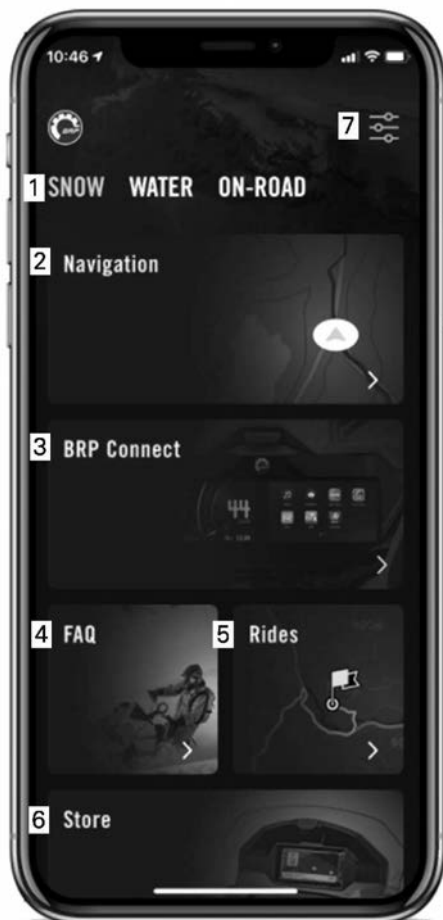 10:46
7
1 SNOW WATER ON-ROAD
2 Navigation
3 BRP Connect
44
4 FAQ
5 Rides
6 Store